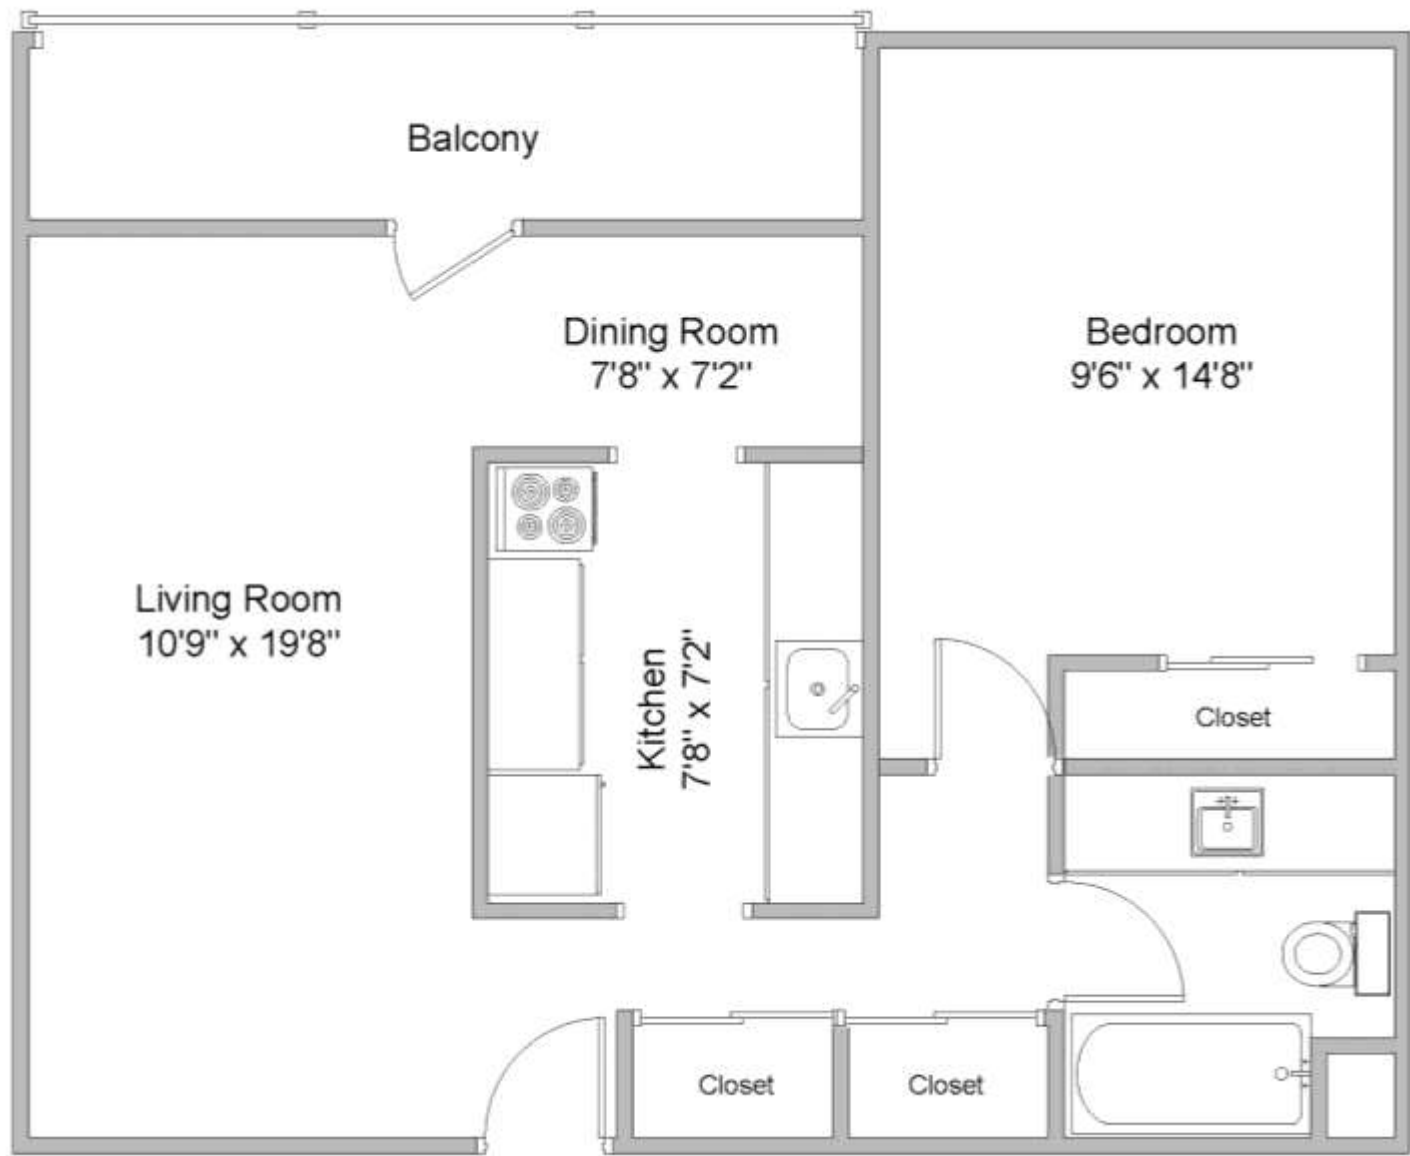 Balcony
Dining Room
7'8" x 7'2"
Bedroom
9'6" x 14'8"
Living Room
10'9" x 19'8"
Kitchen
7'8" x 7'2"
Closet
Closet
Closet